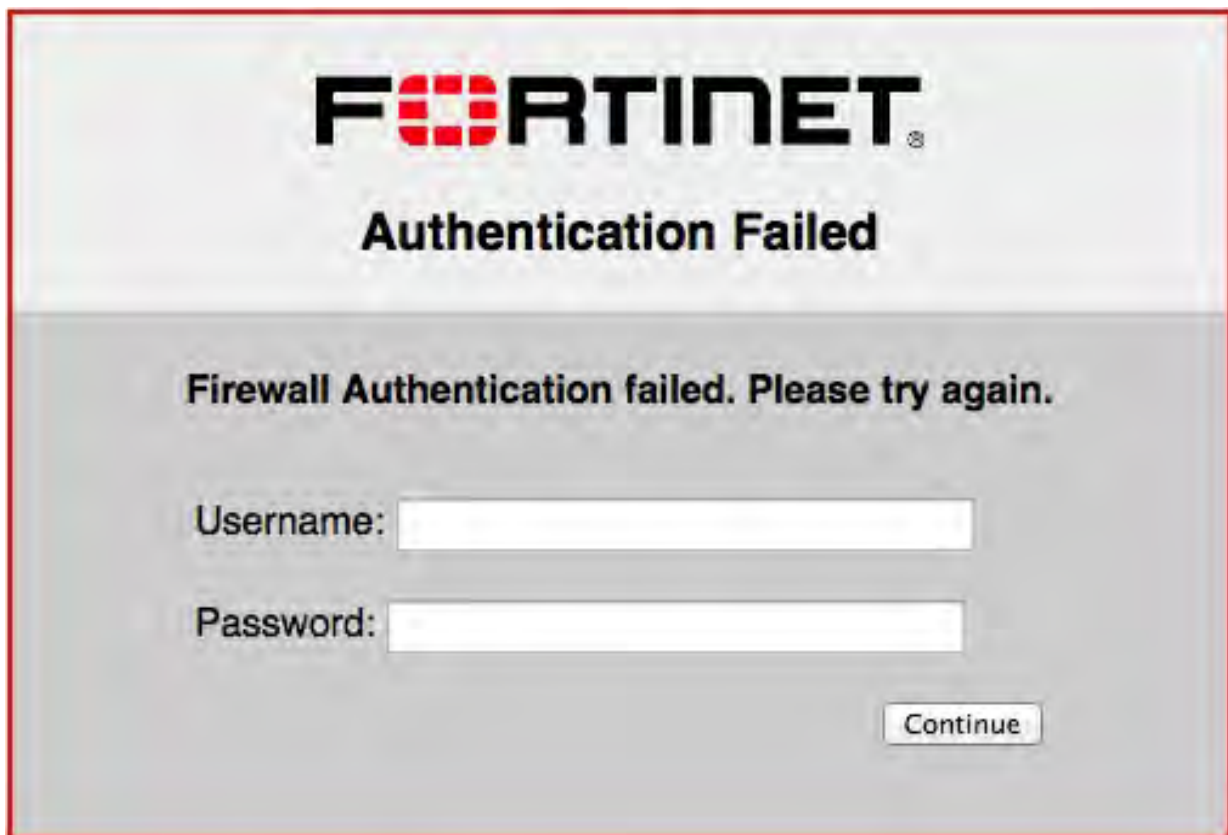 FORTINET®
Authentication Failed
Firewall Authentication failed. Please try again.
Username:
Password:
Continue